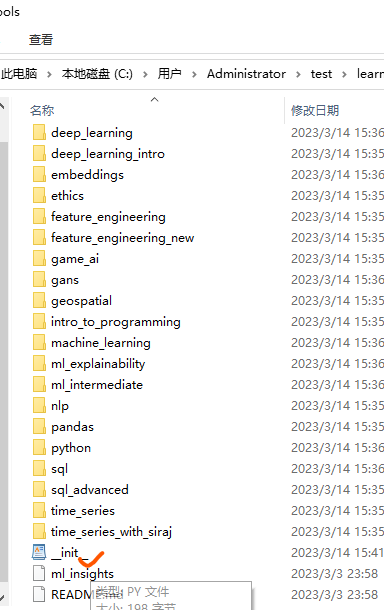 ools
查看
此电脑 › 本地磁盘 (C:) › 用户 › Administrator › test › learn
名称 修改日期
deep_learning 2023/3/14 15:36
deep_learning_intro 2023/3/14 15:35
embeddings 2023/3/14 15:36
ethics 2023/3/14 15:35
feature_engineering 2023/3/14 15:36
feature_engineering_new 2023/3/14 15:35
game_ai 2023/3/14 15:35
gans 2023/3/14 15:36
geospatial 2023/3/14 15:35
intro_to_programming 2023/3/14 15:35
machine_learning 2023/3/14 15:36
ml_explainability 2023/3/14 15:36
ml_intermediate 2023/3/14 15:36
nlp 2023/3/14 15:35
pandas 2023/3/14 15:35
python 2023/3/14 15:36
sql 2023/3/14 15:36
sql_advanced 2023/3/14 15:35
time_series 2023/3/14 15:35
time_series_with_siraj 2023/3/14 15:35
__init__ 2023/3/14 15:41
ml_insights 2023/3/3 23:58
README.md 2023/3/3 23:58
类型: PY 文件
大小: 198 字节